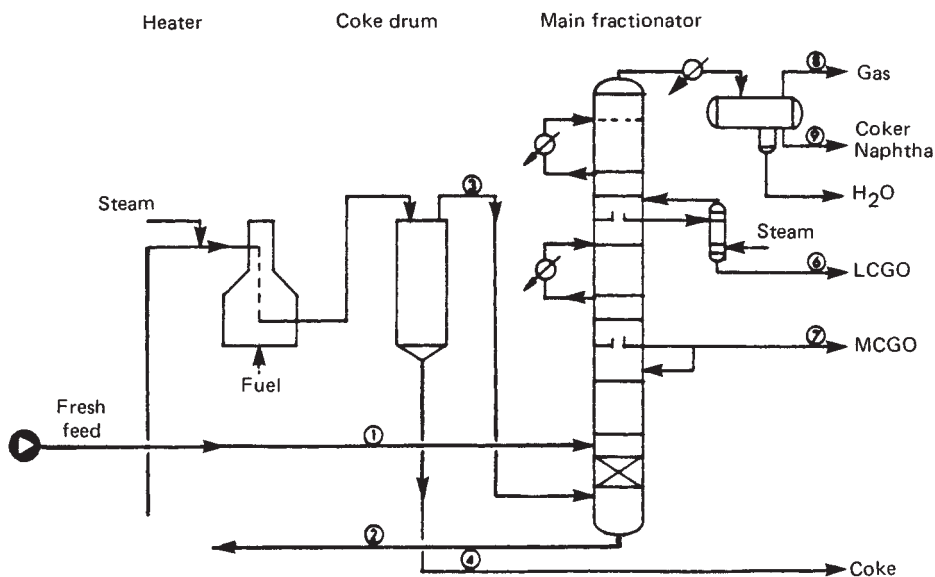 Heater
Coke drum
Main fractionator
8
Gas
9
Coker
Naphtha
H₂O
3
Steam
Steam
6
LCGO
7
MCGO
Fuel
Fresh
feed
1
2
4
Coke